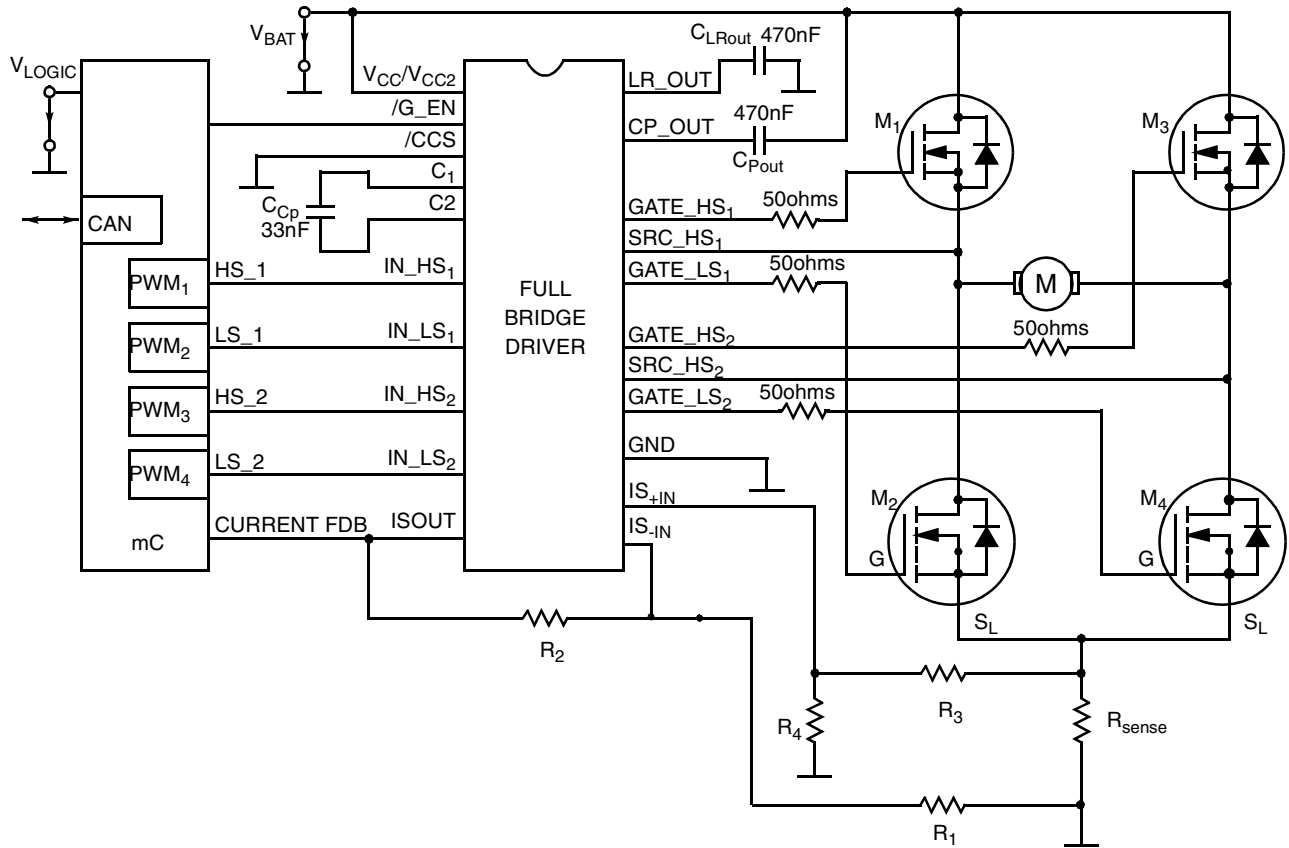 V_BAT
V_LOGIC
C_LRout 470nF
V_CC/V_CC2
LR_OUT
/G_EN
470nF
CP_OUT
C_Pout
/CCS
C_1
C2
C_Cp
33nF
CAN
M_1
M_3
GATE_HS_1
50ohms
SRC_HS_1
GATE_LS_1
50ohms
PWM_1
HS_1
IN_HS_1
M
FULL
BRIDGE
DRIVER
PWM_2
LS_1
IN_LS_1
GATE_HS_2
50ohms
SRC_HS_2
PWM_3
HS_2
IN_HS_2
GATE_LS_2
50ohms
GND
PWM_4
LS_2
IN_LS_2
IS_+IN
IS_-IN
M_2
M_4
mC
CURRENT FDB
ISOUT
G
G
S_L
S_L
R_2
R_3
R_4
R_sense
R_1